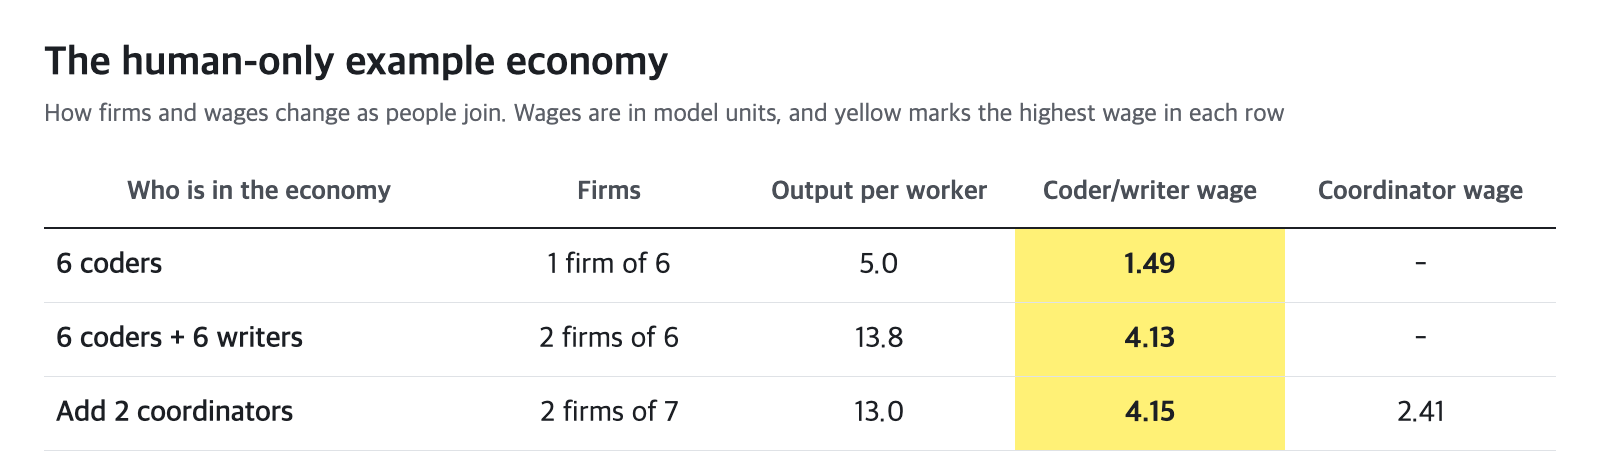 The human-only example economy
How firms and wages change as people join. Wages are in model units, and yellow marks the highest wage in each row
Who is in the economy Firms Output per worker Coder/writer wage Coordinator wage
6 coders 1 firm of 6 5.0 1.49 -
6 coders + 6 writers 2 firms of 6 13.8 4.13 -
Add 2 coordinators 2 firms of 7 13.0 4.15 2.41